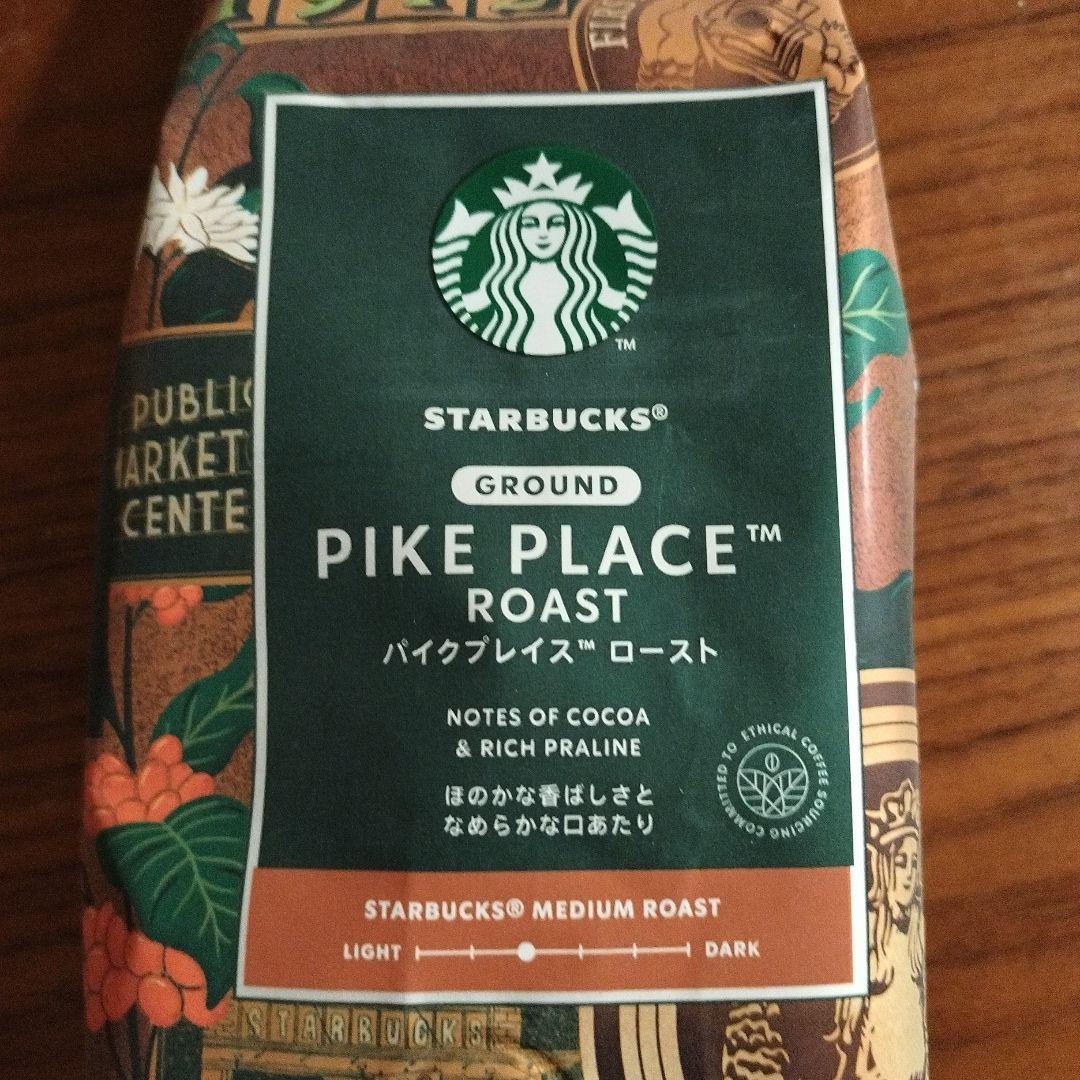 1912
PUBLIC
MARKET
CENTE
STARBUCKS®
GROUND
PIKE PLACE™
ROAST
パイクプレイス™ ロースト
NOTES OF COCOA
& RICH PRALINE
ほのかな香ばしさと
なめらかな口あたり
COMMITTED TO ETHICAL COFFEE SOURCING
STARBUCKS® MEDIUM ROAST
LIGHT DARK
STARBUCKS